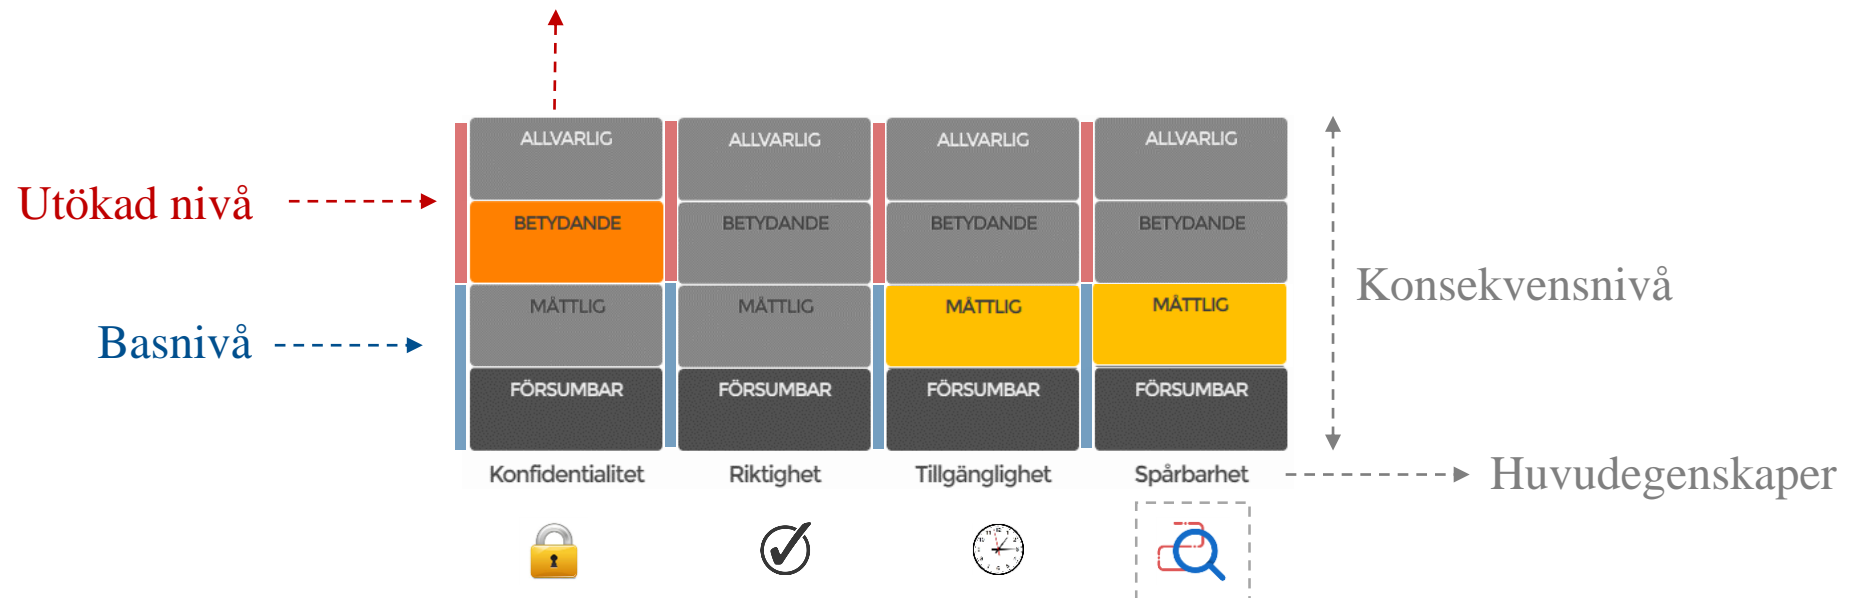 ALLVARLIG ALLVARLIG ALLVARLIG ALLVARLIG
Utökad nivå
BETYDANDE BETYDANDE BETYDANDE BETYDANDE
Konsekvensnivå
MÅTTLIG MÅTTLIG MÅTTLIG MÅTTLIG
Basnivå
FÖRSUMBAR FÖRSUMBAR FÖRSUMBAR FÖRSUMBAR
Konfidentialitet Riktighet Tillgänglighet Spårbarhet Huvudegenskaper